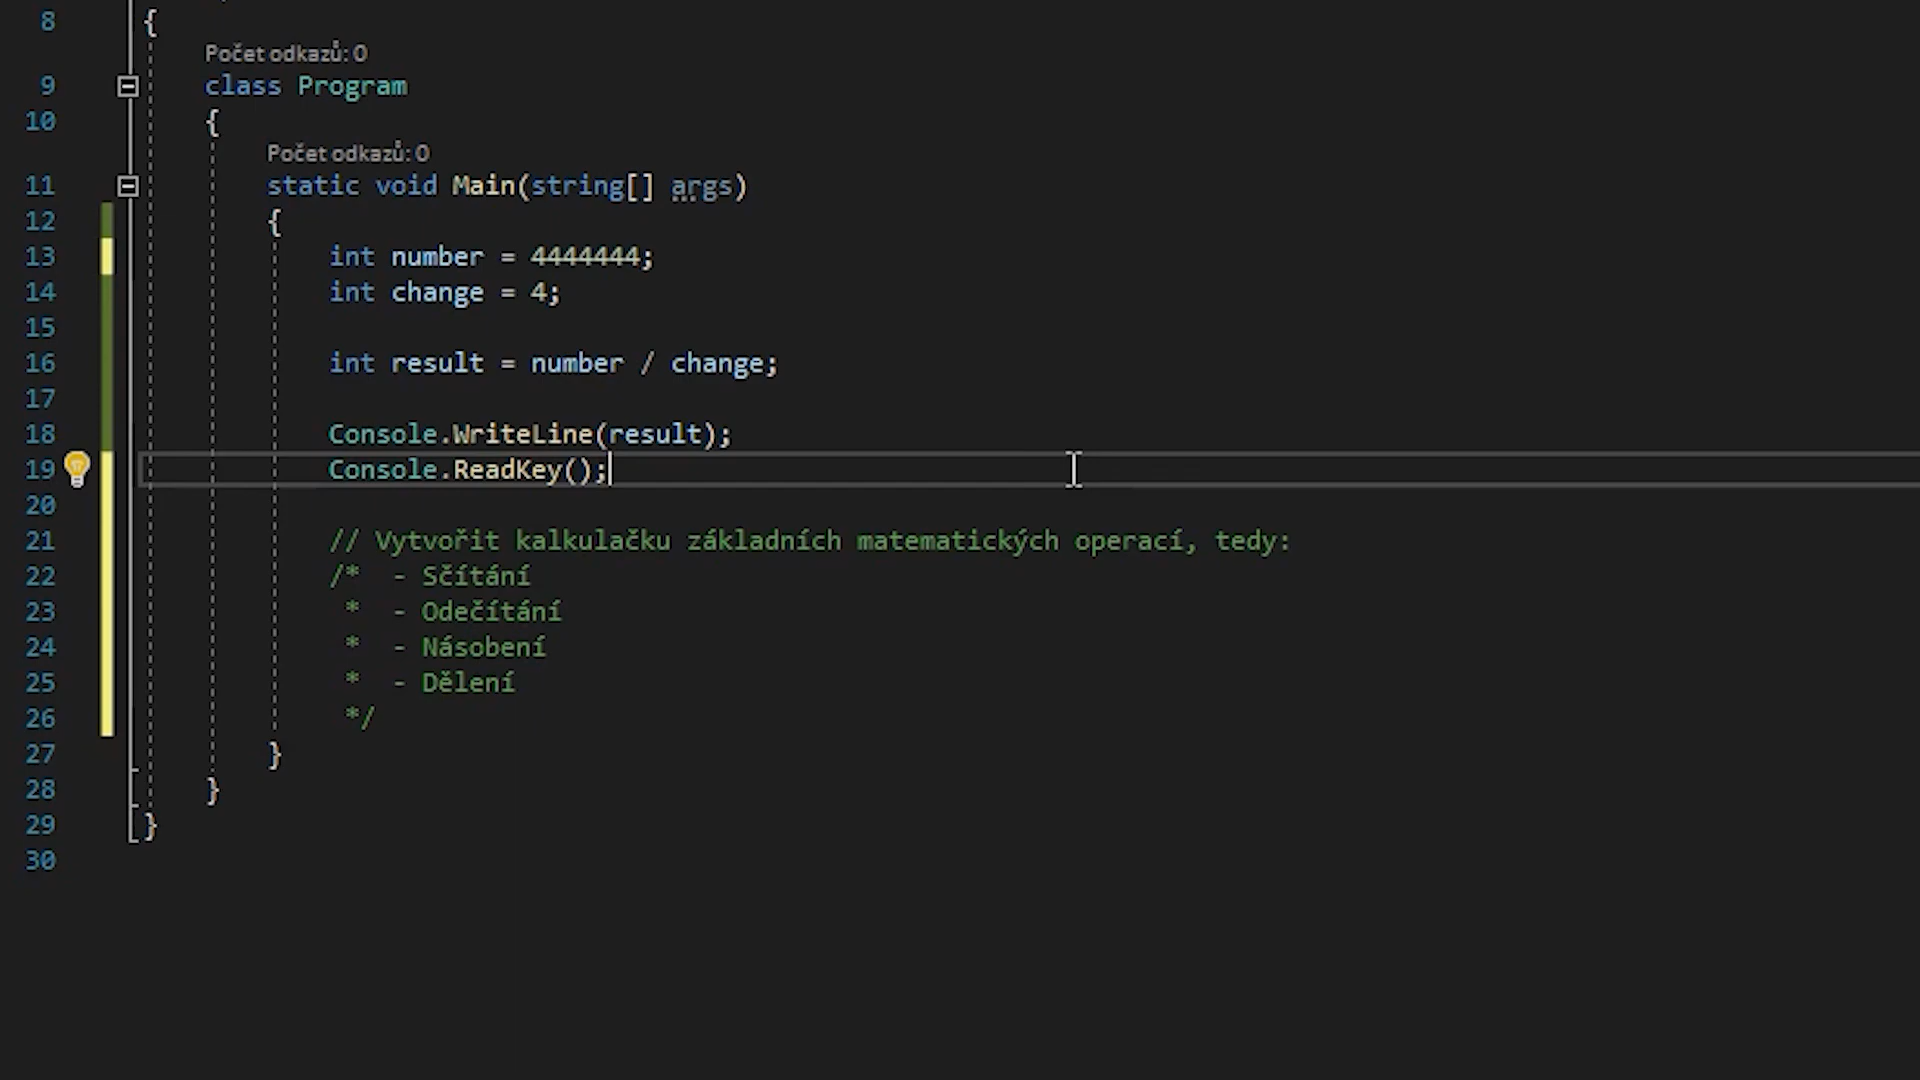 8 {
Počet odkazů: 0
9 class Program
10 {
Počet odkazů: 0
11 static void Main(string[] args)
12 {
13 int number = 4444444;
14 int change = 4;
15
16 int result = number / change;
17
18 Console.WriteLine(result);
19 Console.ReadKey();
20
21 // Vytvořit kalkulačku základních matematických operací, tedy:
22 /* - Sčítání
23 * - Odečítání
24 * - Násobení
25 * - Dělení
26 */
27 }
28 }
29 }
30